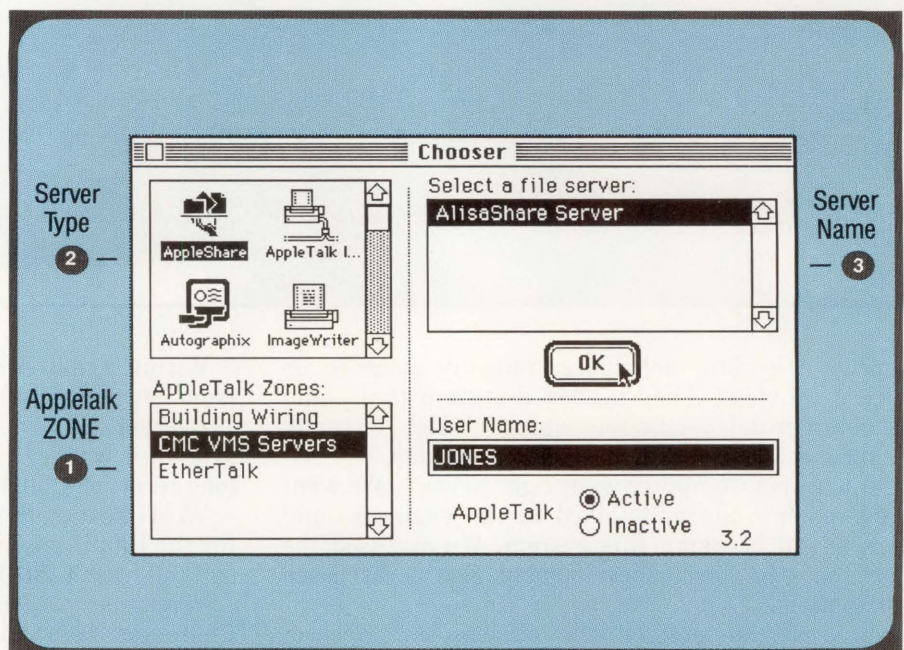 Chooser
Server
Type
2
AppleShare
AppleTalk I...
Autographix
ImageWriter
AppleTalk
ZONE
1
AppleTalk Zones:
Building Wiring
CMC VMS Servers
EtherTalk
Select a file server:
AlisaShare Server
Server
Name
3
OK
User Name:
JONES
AppleTalk
Active
Inactive
3.2